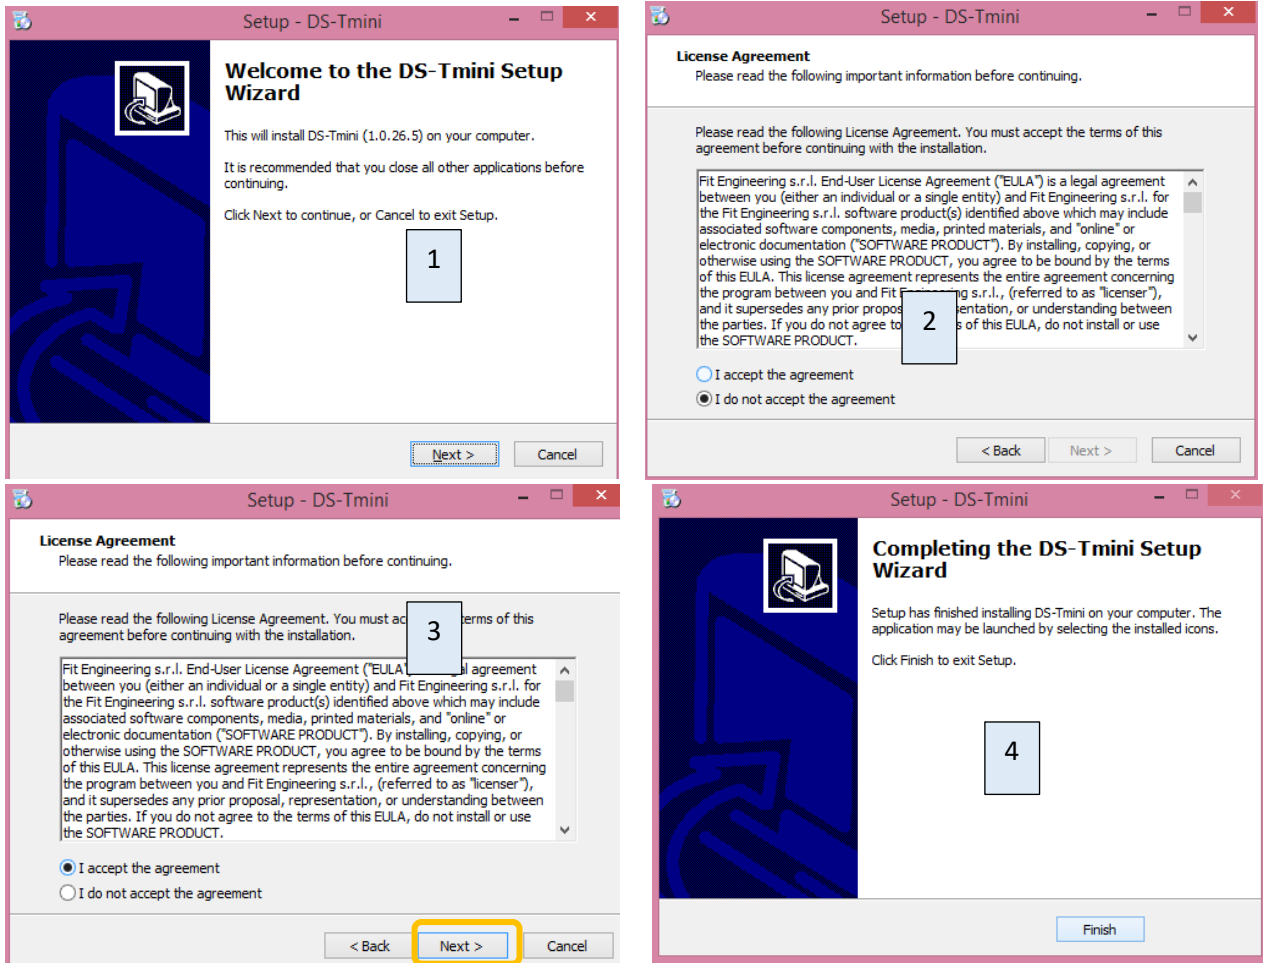 Setup - DS-Tmini
Welcome to the DS-Tmini Setup
Wizard
This will install DS-Tmini (1.0.26.5) on your computer.
It is recommended that you close all other applications before
continuing.
Click Next to continue, or Cancel to exit Setup.
1
Next >
Cancel
Setup - DS-Tmini
License Agreement
Please read the following important information before continuing.
Please read the following License Agreement. You must accept the terms of this
agreement before continuing with the installation.
Fit Engineering s.r.l. End-User License Agreement ("EULA") is a legal agreement
between you (either an individual or a single entity) and Fit Engineering s.r.l. for
the Fit Engineering s.r.l. software product(s) identified above which may include
associated software components, media, printed materials, and "online" or
electronic documentation ("SOFTWARE PRODUCT"). By installing, copying, or
otherwise using the SOFTWARE PRODUCT, you agree to be bound by the terms
of this EULA. This license agreement represents the entire agreement concerning
the program between you and Fit Engineering s.r.l., (referred to as "licenser"),
and it supersedes any prior propos sentation, or understanding between
the parties. If you do not agree to s of this EULA, do not install or use
the SOFTWARE PRODUCT.
2
I accept the agreement
I do not accept the agreement
< Back
Next >
Cancel
Setup - DS-Tmini
License Agreement
Please read the following important information before continuing.
Please read the following License Agreement. You must ac terms of this
agreement before continuing with the installation.
3
Fit Engineering s.r.l. End-User License Agreement ("EULA" al agreement
between you (either an individual or a single entity) and Fit Engineering s.r.l. for
the Fit Engineering s.r.l. software product(s) identified above which may include
associated software components, media, printed materials, and "online" or
electronic documentation ("SOFTWARE PRODUCT"). By installing, copying, or
otherwise using the SOFTWARE PRODUCT, you agree to be bound by the terms
of this EULA. This license agreement represents the entire agreement concerning
the program between you and Fit Engineering s.r.l., (referred to as "licenser"),
and it supersedes any prior proposal, representation, or understanding between
the parties. If you do not agree to the terms of this EULA, do not install or use
the SOFTWARE PRODUCT.
I accept the agreement
I do not accept the agreement
< Back
Next >
Cancel
Setup - DS-Tmini
Completing the DS-Tmini Setup
Wizard
Setup has finished installing DS-Tmini on your computer. The
application may be launched by selecting the installed icons.
Click Finish to exit Setup.
4
Finish